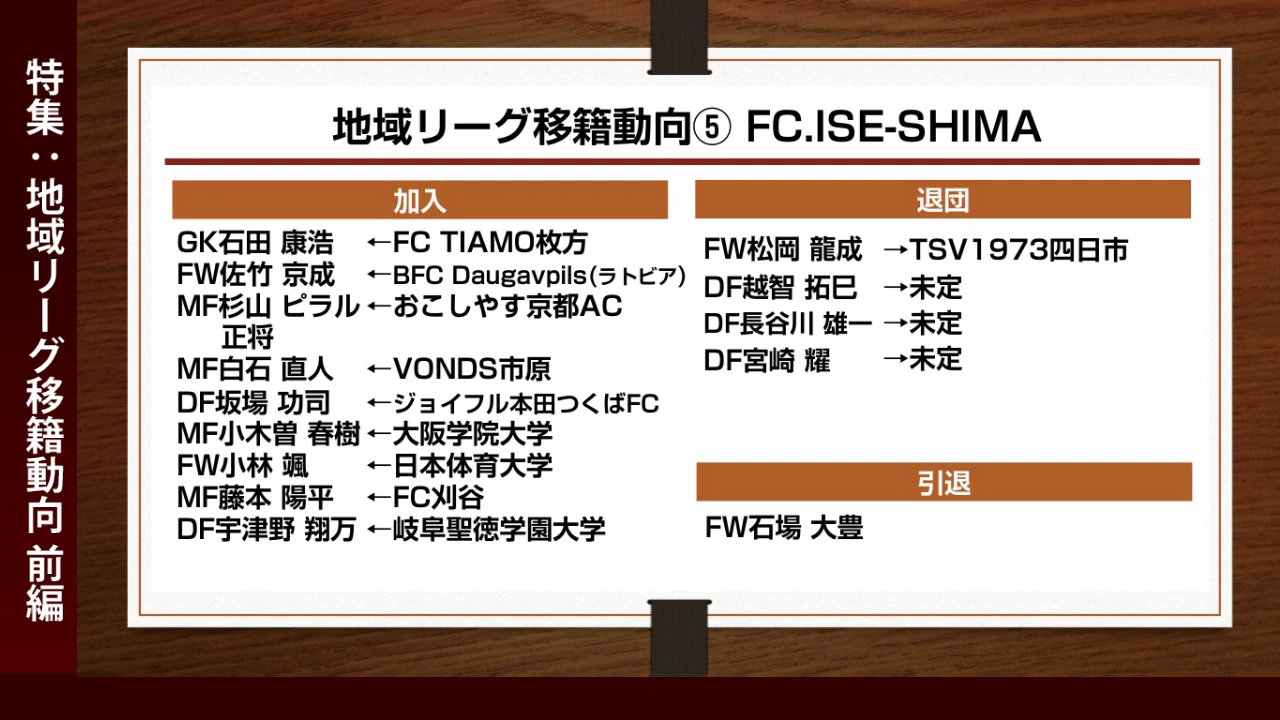 特集：地域リーグ移籍動向 前編
地域リーグ移籍動向⑤ FC.ISE-SHIMA
加入
GK石田 康浩 ←FC TIAMO枚方
FW佐竹 京成 ←BFC Daugavpils(ラトビア)
MF杉山 ピラル ←おこしやす京都AC
正将
MF白石 直人 ←VONDS市原
DF坂場 功司 ←ジョイフル本田つくばFC
MF小木曽 春樹 ←大阪学院大学
FW小林 颯 ←日本体育大学
MF藤本 陽平 ←FC刈谷
DF宇津野 翔万 ←岐阜聖徳学園大学
退団
FW松岡 龍成 →TSV1973四日市
DF越智 拓巳 →未定
DF長谷川 雄一 →未定
DF宮崎 耀 →未定
引退
FW石場 大豊